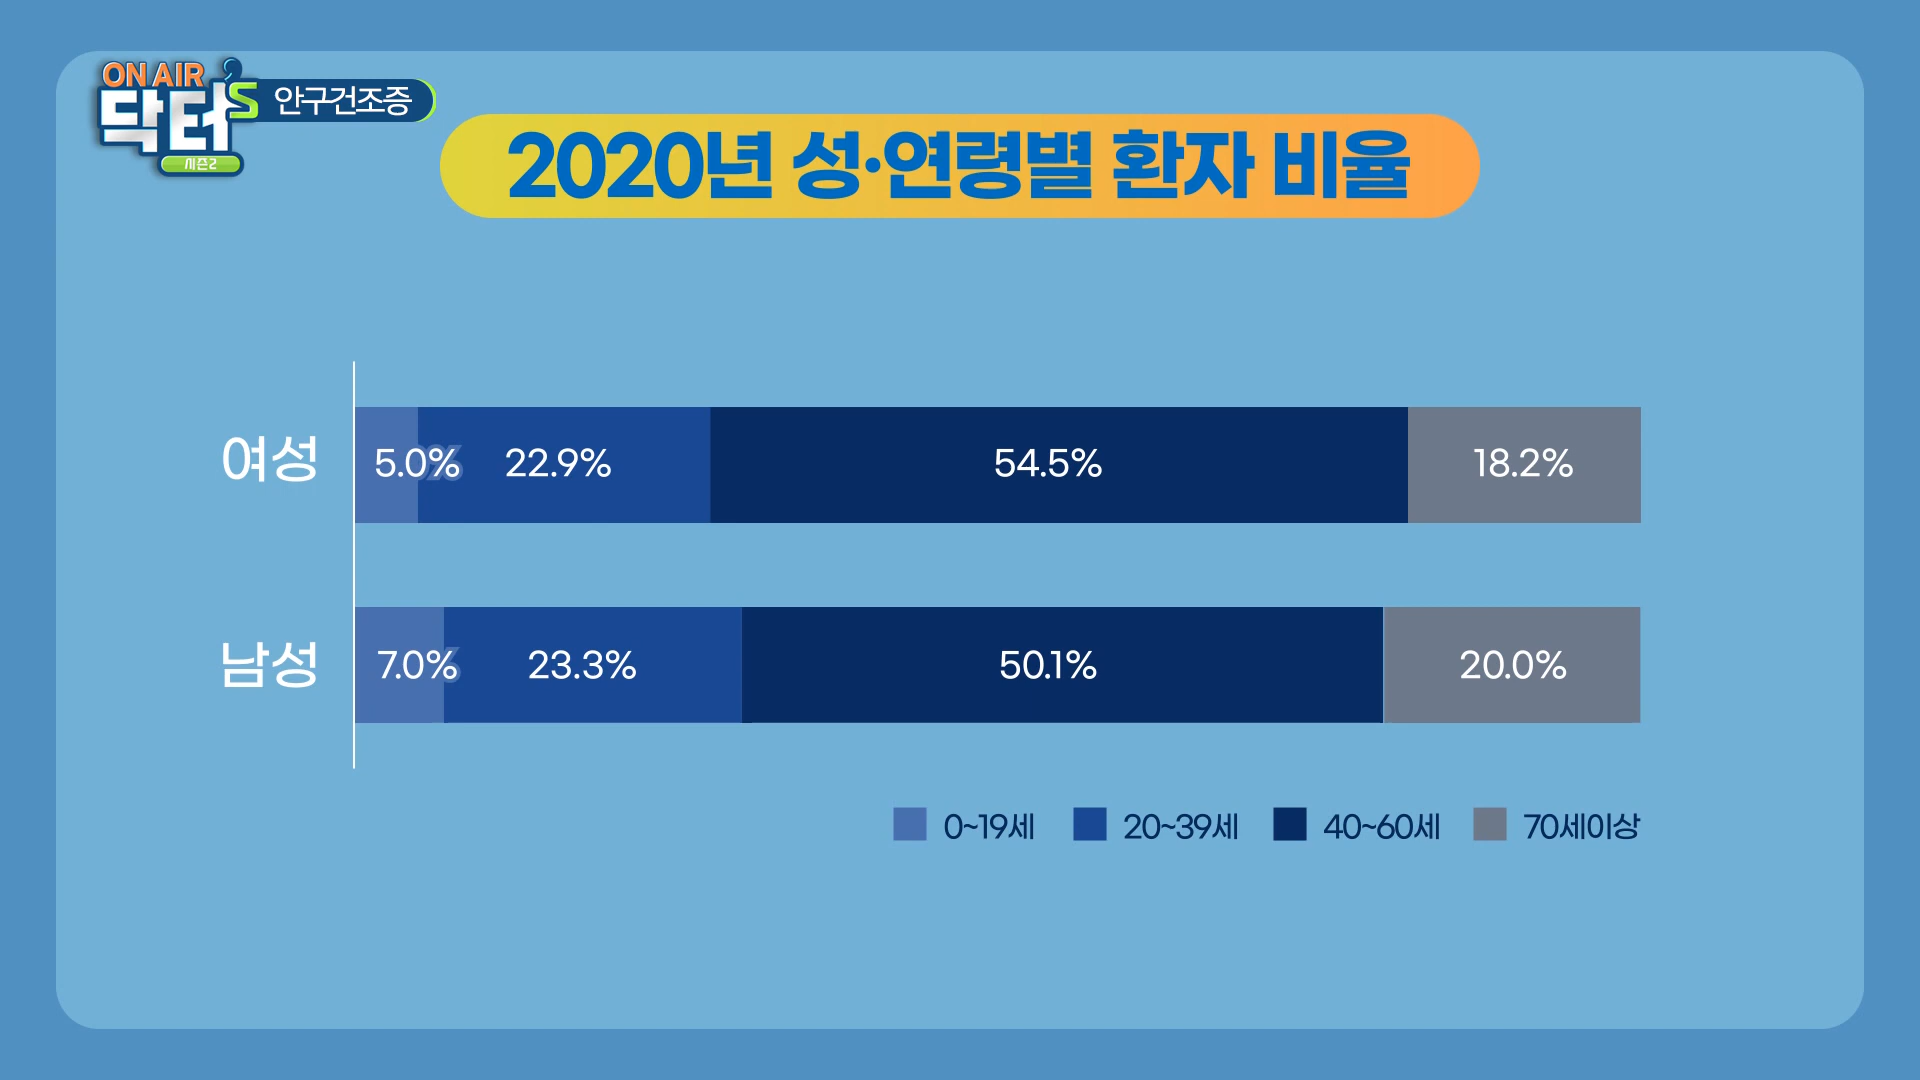 ON AIR
닥터's
시즌2
안구건조증
2020년 성·연령별 환자 비율
여성
5.0%
22.9%
54.5%
18.2%
남성
7.0%
23.3%
50.1%
20.0%
0~19세
20~39세
40~60세
70세이상